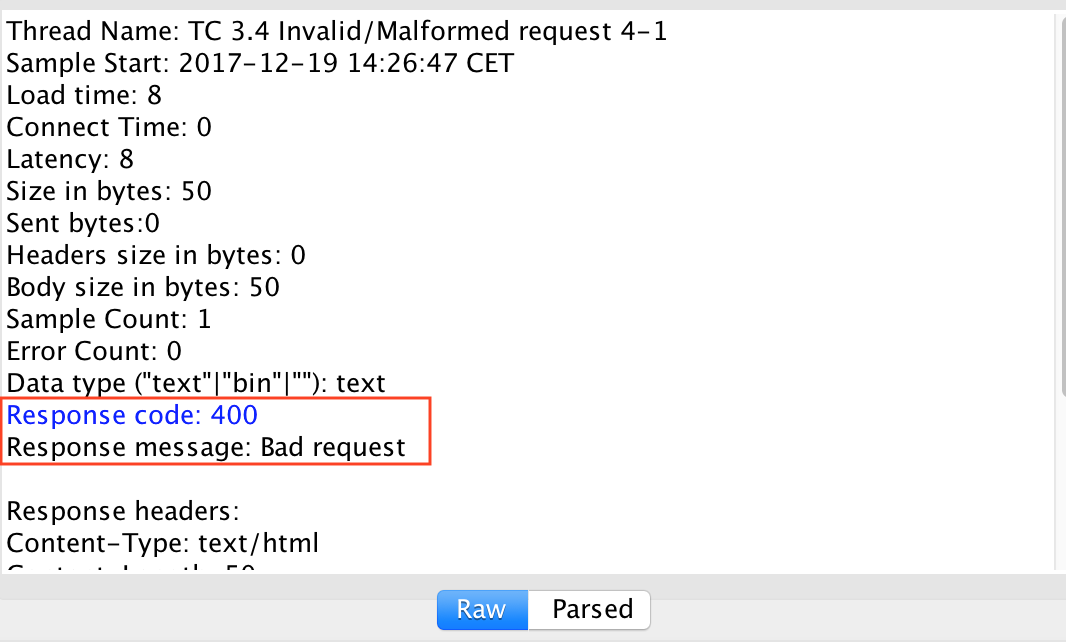 Thread Name: TC 3.4 Invalid/Malformed request 4-1
Sample Start: 2017-12-19 14:26:47 CET
Load time: 8
Connect Time: 0
Latency: 8
Size in bytes: 50
Sent bytes:0
Headers size in bytes: 0
Body size in bytes: 50
Sample Count: 1
Error Count: 0
Data type ("text"|"bin"|""): text
Response code: 400
Response message: Bad request
Response headers:
Content-Type: text/html
Raw Parsed